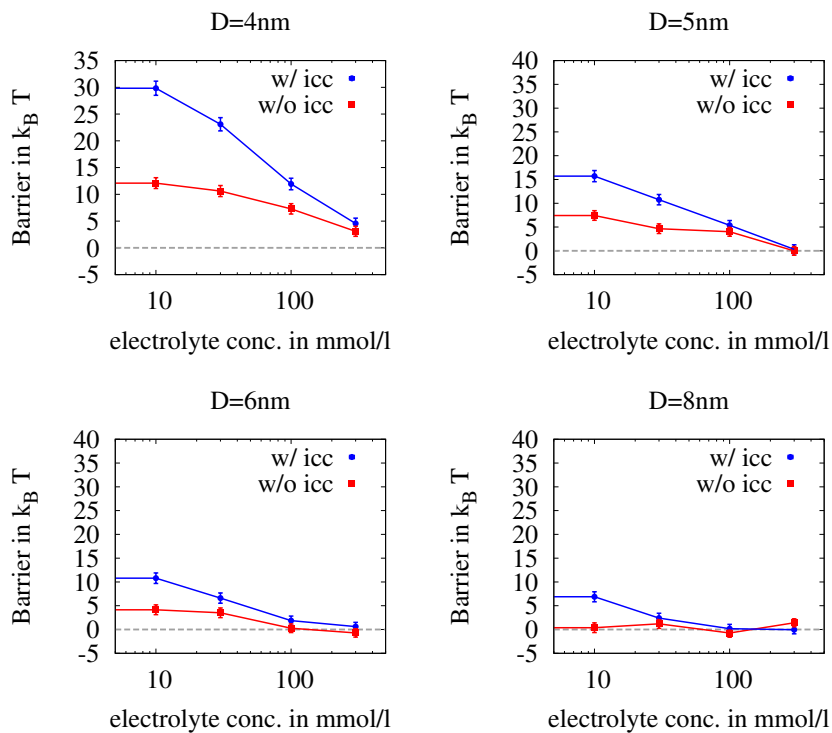 D=4nm
Barrier in k_B T
35
30
25
20
15
10
5
0
-5
w/ icc
w/o icc
10
100
electrolyte conc. in mmol/l
D=5nm
Barrier in k_B T
40
35
30
25
20
15
10
5
0
-5
w/ icc
w/o icc
10
100
electrolyte conc. in mmol/l
D=6nm
Barrier in k_B T
40
35
30
25
20
15
10
5
0
-5
w/ icc
w/o icc
10
100
electrolyte conc. in mmol/l
D=8nm
Barrier in k_B T
40
35
30
25
20
15
10
5
0
-5
w/ icc
w/o icc
10
100
electrolyte conc. in mmol/l